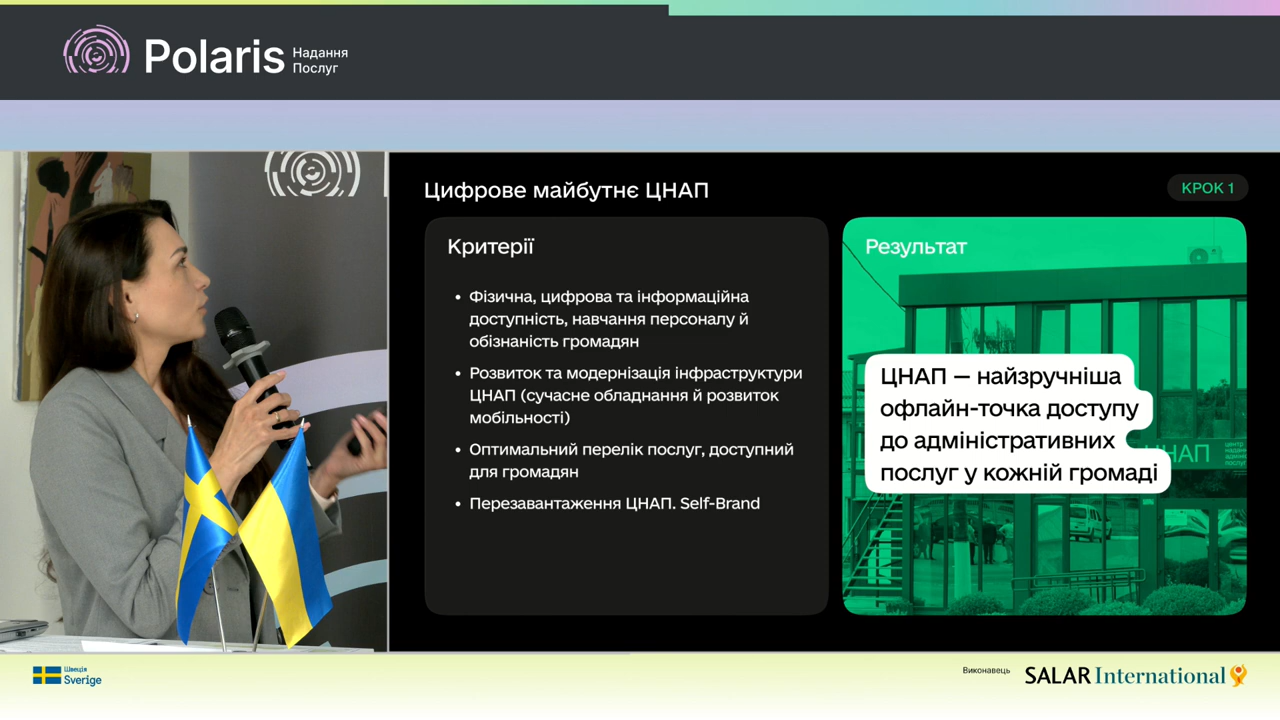 Polaris
Надання
Послуг
Цифрове майбутнє ЦНАП
КРОК 1
Критерії
• Фізична, цифрова та інформаційна
доступність, навчання персоналу й
обізнаність громадян
• Розвиток та модернізація інфраструктури
ЦНАП (сучасне обладнання й розвиток
мобільності)
• Оптимальний перелік послуг, доступний
для громадян
• Перезавантаження ЦНАП. Self-Brand
Результат
ЦНАП — найзручніша
офлайн-точка доступу
до адміністративних
послуг у кожній громаді
Швеція
Sverige
Виконавець
SALAR International